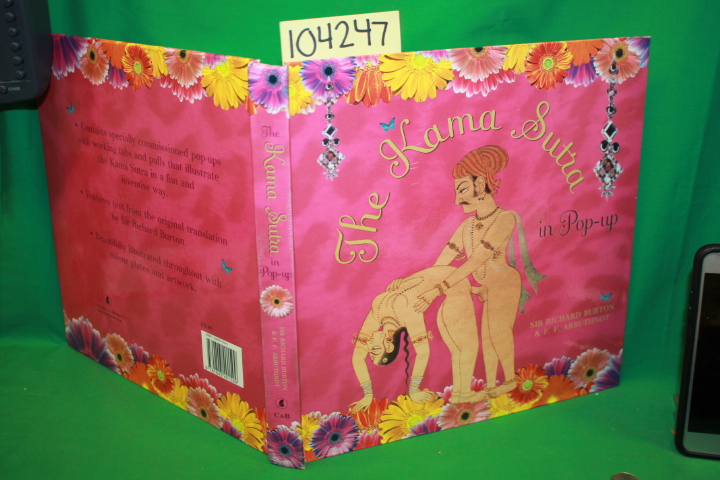 104247
The Kama Sutra
in Pop-up
SIR RICHARD BURTON
& F. F. ARBUTHNOT
The
Kama Sutra
in
Pop-up
SIR RICHARD BURTON
& F. F. ARBUTHNOT
C&B
• Contains specially commissioned pop-ups
with working tabs and pulls that illustrate
the Kama Sutra in a fun and
inventive way.
• Features text from the original translation
by Sir Richard Burton.
• Beautifully illustrated throughout with
colour plates and artwork.